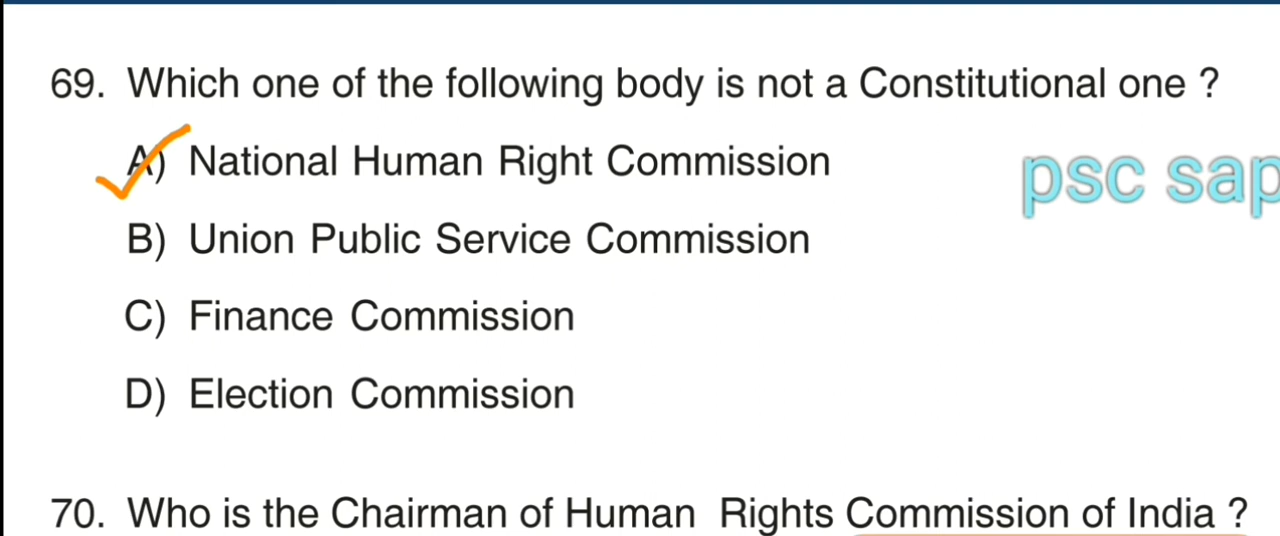 69. Which one of the following body is not a Constitutional one ?
A) National Human Right Commission
psc sap
B) Union Public Service Commission
C) Finance Commission
D) Election Commission
70. Who is the Chairman of Human Rights Commission of India ?